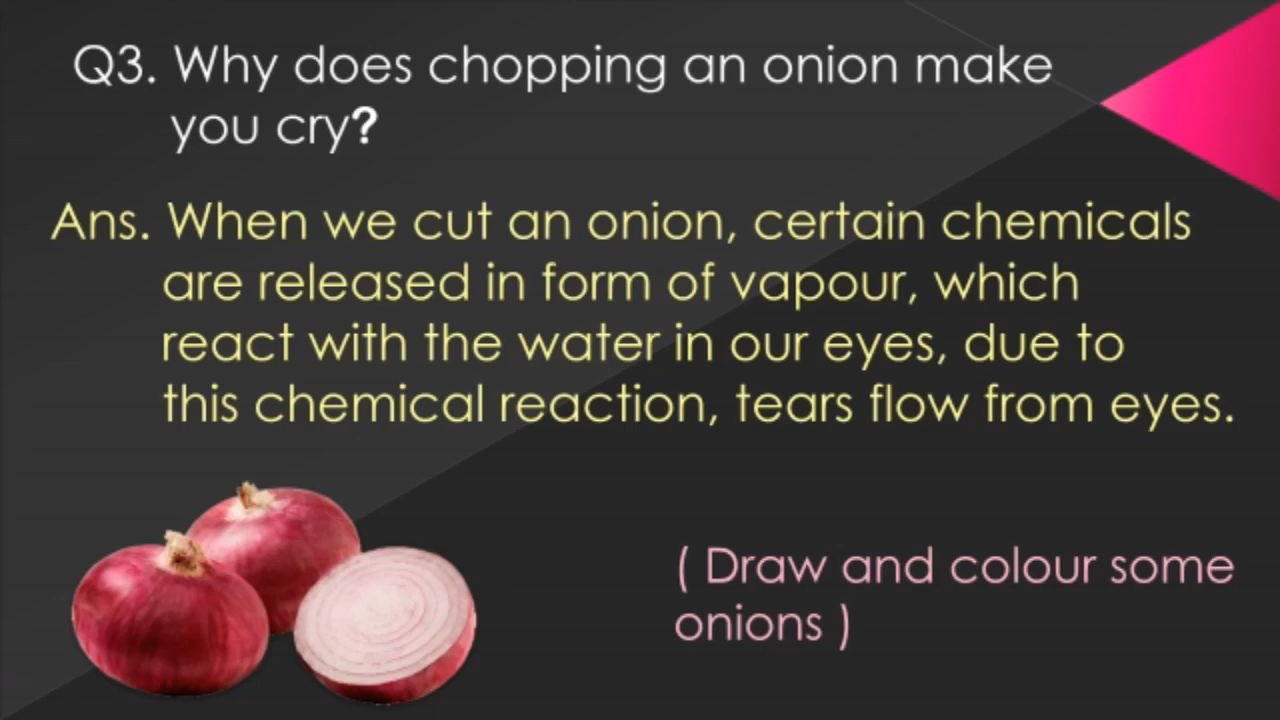 Q3. Why does chopping an onion make
you cry?
Ans. When we cut an onion, certain chemicals
are released in form of vapour, which
react with the water in our eyes, due to
this chemical reaction, tears flow from eyes.
( Draw and colour some
onions )